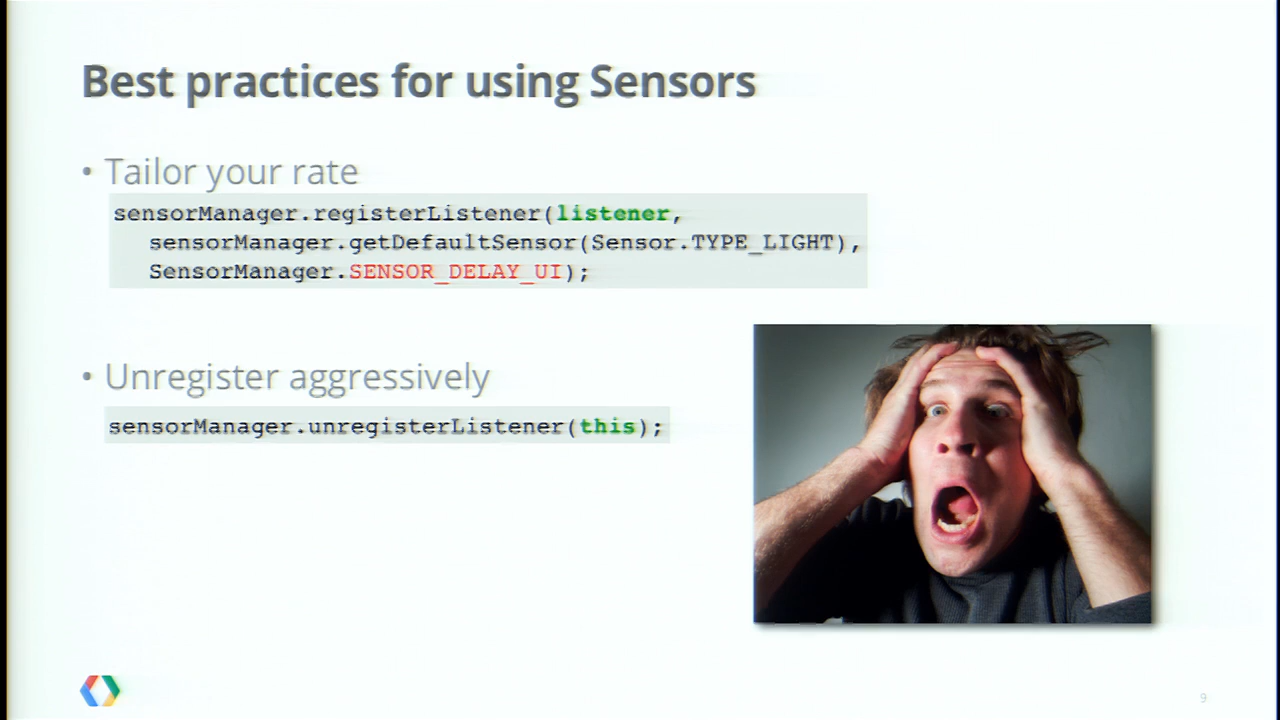 Best practices for using Sensors
• Tailor your rate
sensorManager.registerListener(listener,
sensorManager.getDefaultSensor(Sensor.TYPE_LIGHT),
SensorManager.SENSOR_DELAY_UI);
• Unregister aggressively
sensorManager.unregisterListener(this);
9